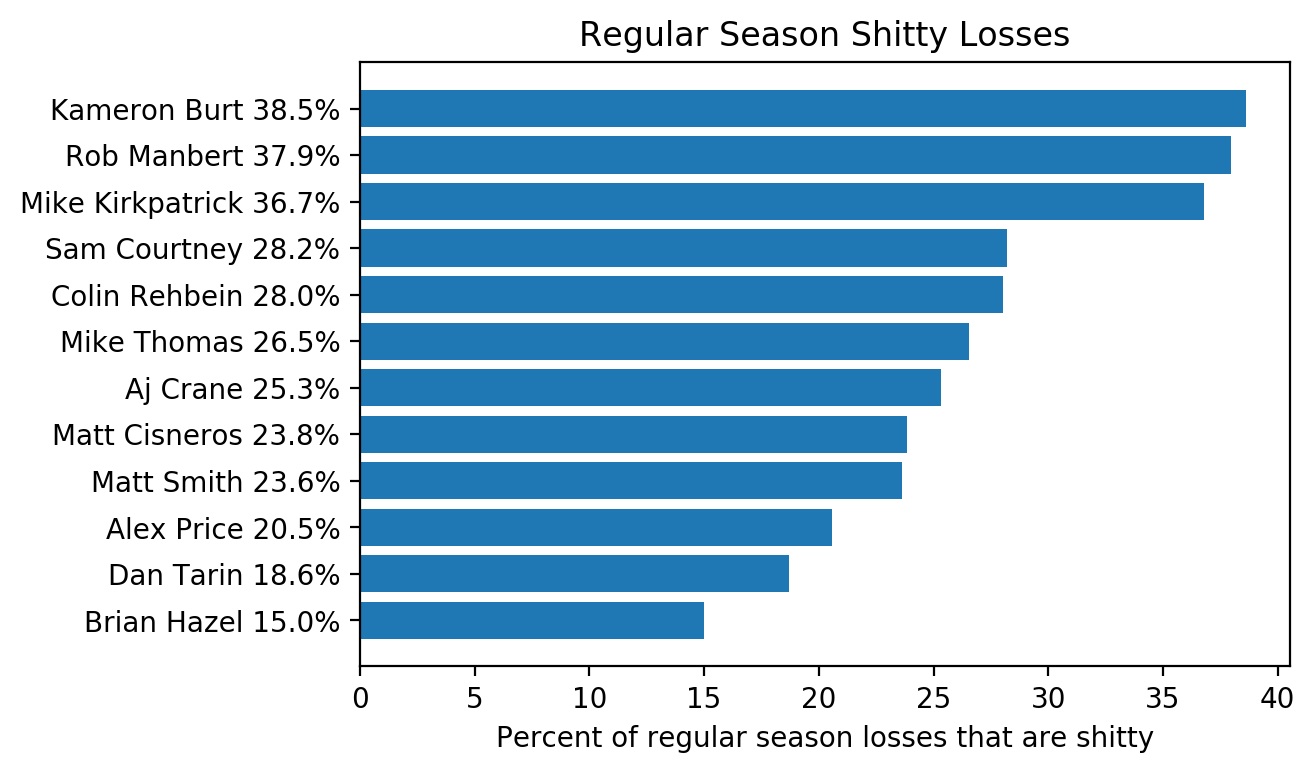 Regular Season Shitty Losses
Kameron Burt 38.5%
Rob Manbert 37.9%
Mike Kirkpatrick 36.7%
Sam Courtney 28.2%
Colin Rehbein 28.0%
Mike Thomas 26.5%
Aj Crane 25.3%
Matt Cisneros 23.8%
Matt Smith 23.6%
Alex Price 20.5%
Dan Tarin 18.6%
Brian Hazel 15.0%
0 5 10 15 20 25 30 35 40
Percent of regular season losses that are shitty